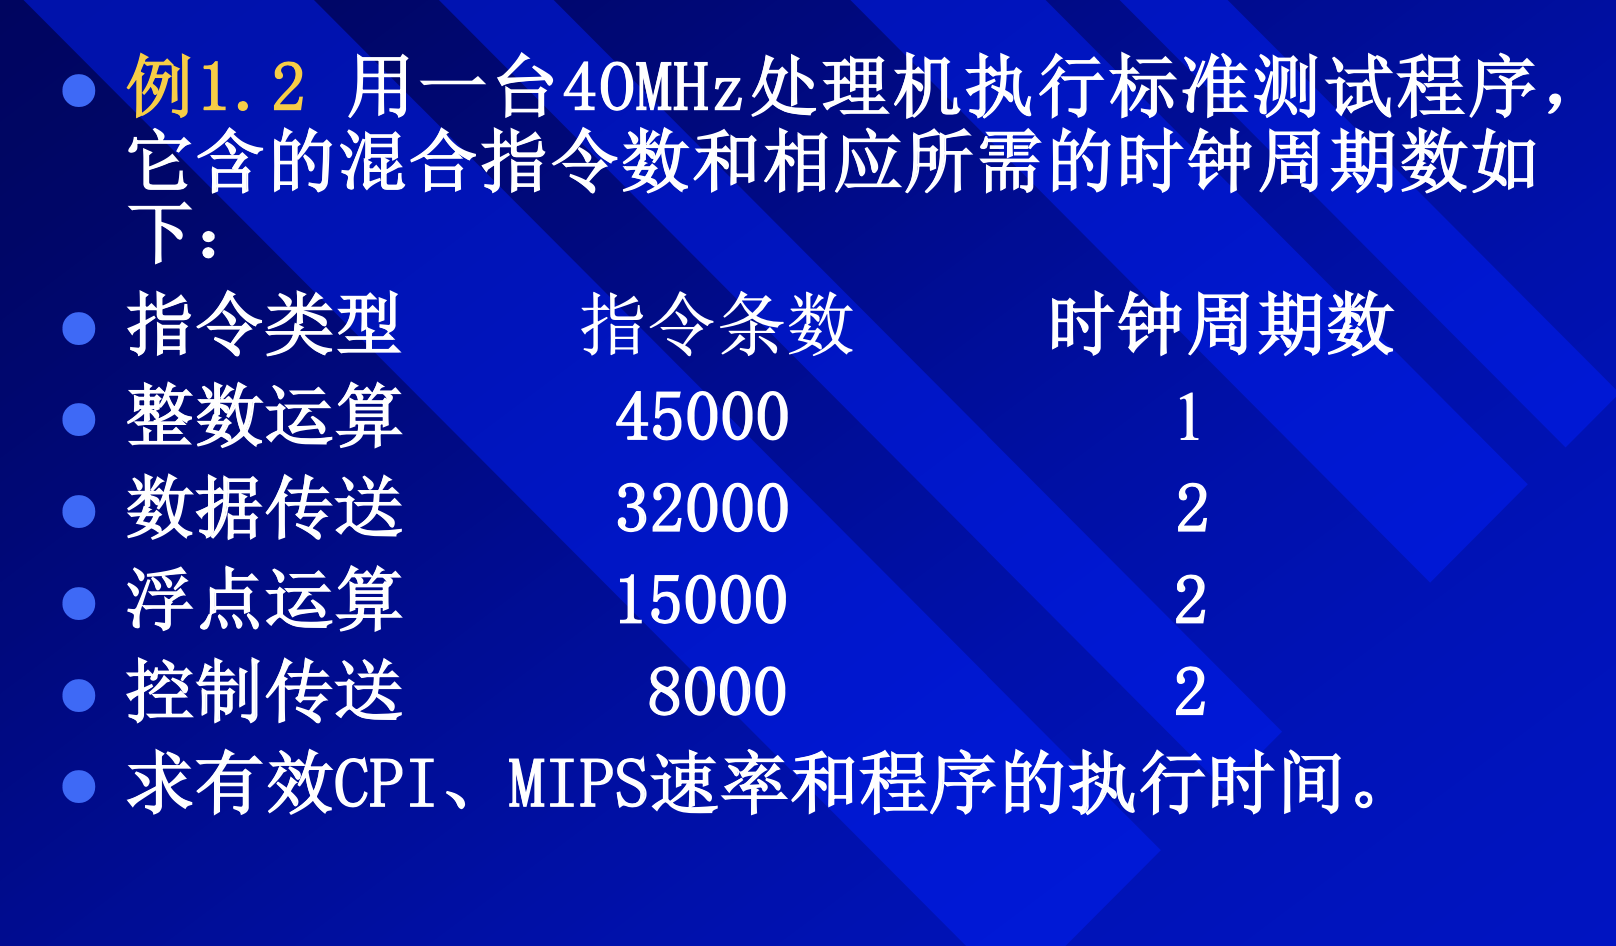 例1.2 用一台40MHz处理机执行标准测试程序，
它含的混合指令数和相应所需的时钟周期数如
下：
指令类型 指令条数 时钟周期数
整数运算 45000 1
数据传送 32000 2
浮点运算 15000 2
控制传送 8000 2
求有效CPI、MIPS速率和程序的执行时间。